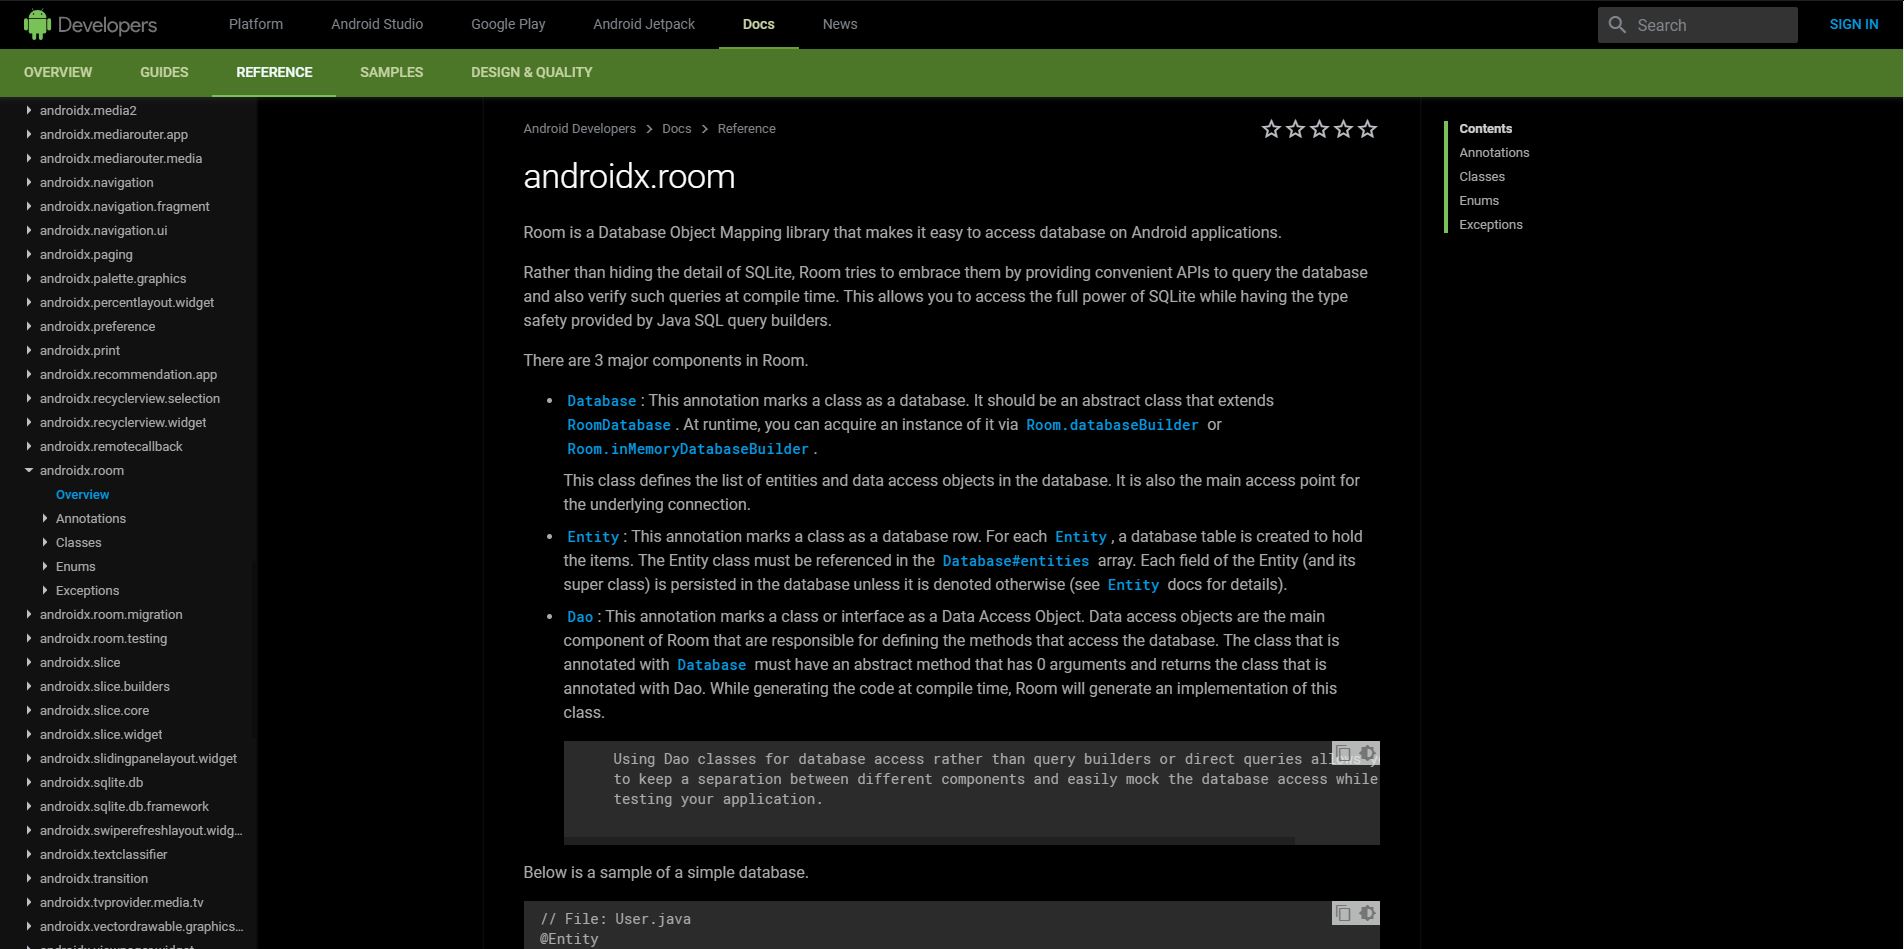 Developers
Platform
Android Studio
Google Play
Android Jetpack
Docs
News
Search
SIGN IN
OVERVIEW
GUIDES
REFERENCE
SAMPLES
DESIGN & QUALITY
androidx.media2
androidx.mediarouter.app
androidx.mediarouter.media
androidx.navigation
androidx.navigation.fragment
androidx.navigation.ui
androidx.paging
androidx.palette.graphics
androidx.percentlayout.widget
androidx.preference
androidx.print
androidx.recommendation.app
androidx.recyclerview.selection
androidx.recyclerview.widget
androidx.remotecallback
androidx.room
Overview
Annotations
Classes
Enums
Exceptions
androidx.room.migration
androidx.room.testing
androidx.slice
androidx.slice.builders
androidx.slice.core
androidx.slice.widget
androidx.slidingpanelayout.widget
androidx.sqlite.db
androidx.sqlite.db.framework
androidx.swiperefreshlayout.widg...
androidx.textclassifier
androidx.transition
androidx.tvprovider.media.tv
androidx.vectordrawable.graphics...
Android Developers > Docs > Reference
androidx.room
Room is a Database Object Mapping library that makes it easy to access database on Android applications.
Rather than hiding the detail of SQLite, Room tries to embrace them by providing convenient APIs to query the database
and also verify such queries at compile time. This allows you to access the full power of SQLite while having the type
safety provided by Java SQL query builders.
There are 3 major components in Room.
• Database : This annotation marks a class as a database. It should be an abstract class that extends
RoomDatabase . At runtime, you can acquire an instance of it via Room.databaseBuilder or
Room.inMemoryDatabaseBuilder .
This class defines the list of entities and data access objects in the database. It is also the main access point for
the underlying connection.
• Entity : This annotation marks a class as a database row. For each Entity , a database table is created to hold
the items. The Entity class must be referenced in the Database#entities array. Each field of the Entity (and its
super class) is persisted in the database unless it is denoted otherwise (see Entity docs for details).
• Dao : This annotation marks a class or interface as a Data Access Object. Data access objects are the main
component of Room that are responsible for defining the methods that access the database. The class that is
annotated with Database must have an abstract method that has 0 arguments and returns the class that is
annotated with Dao. While generating the code at compile time, Room will generate an implementation of this
class.
Using Dao classes for database access rather than query builders or direct queries
to keep a separation between different components and easily mock the database access while
testing your application.
Below is a sample of a simple database.
// File: User.java
@Entity
Contents
Annotations
Classes
Enums
Exceptions